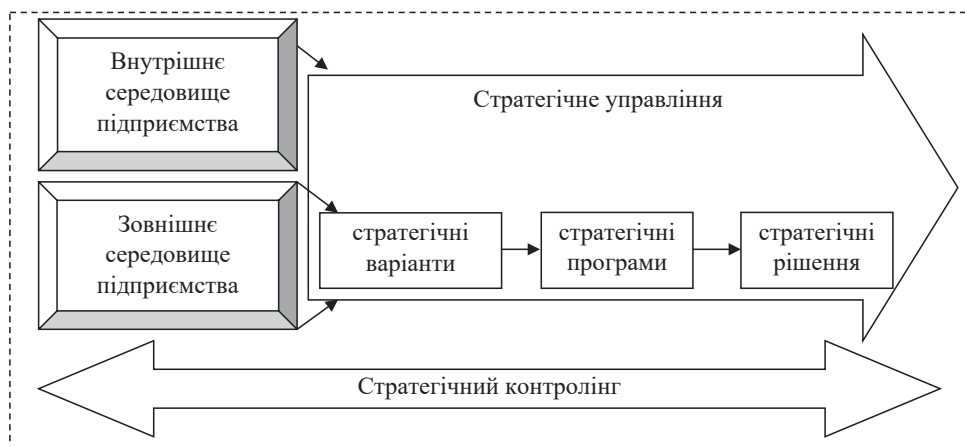 Внутрішнє
середовище
підприємства
Стратегічне управління
Зовнішнє
середовище
підприємства
стратегічні
варіанти
стратегічні
програми
стратегічні
рішення
Стратегічний контролінг